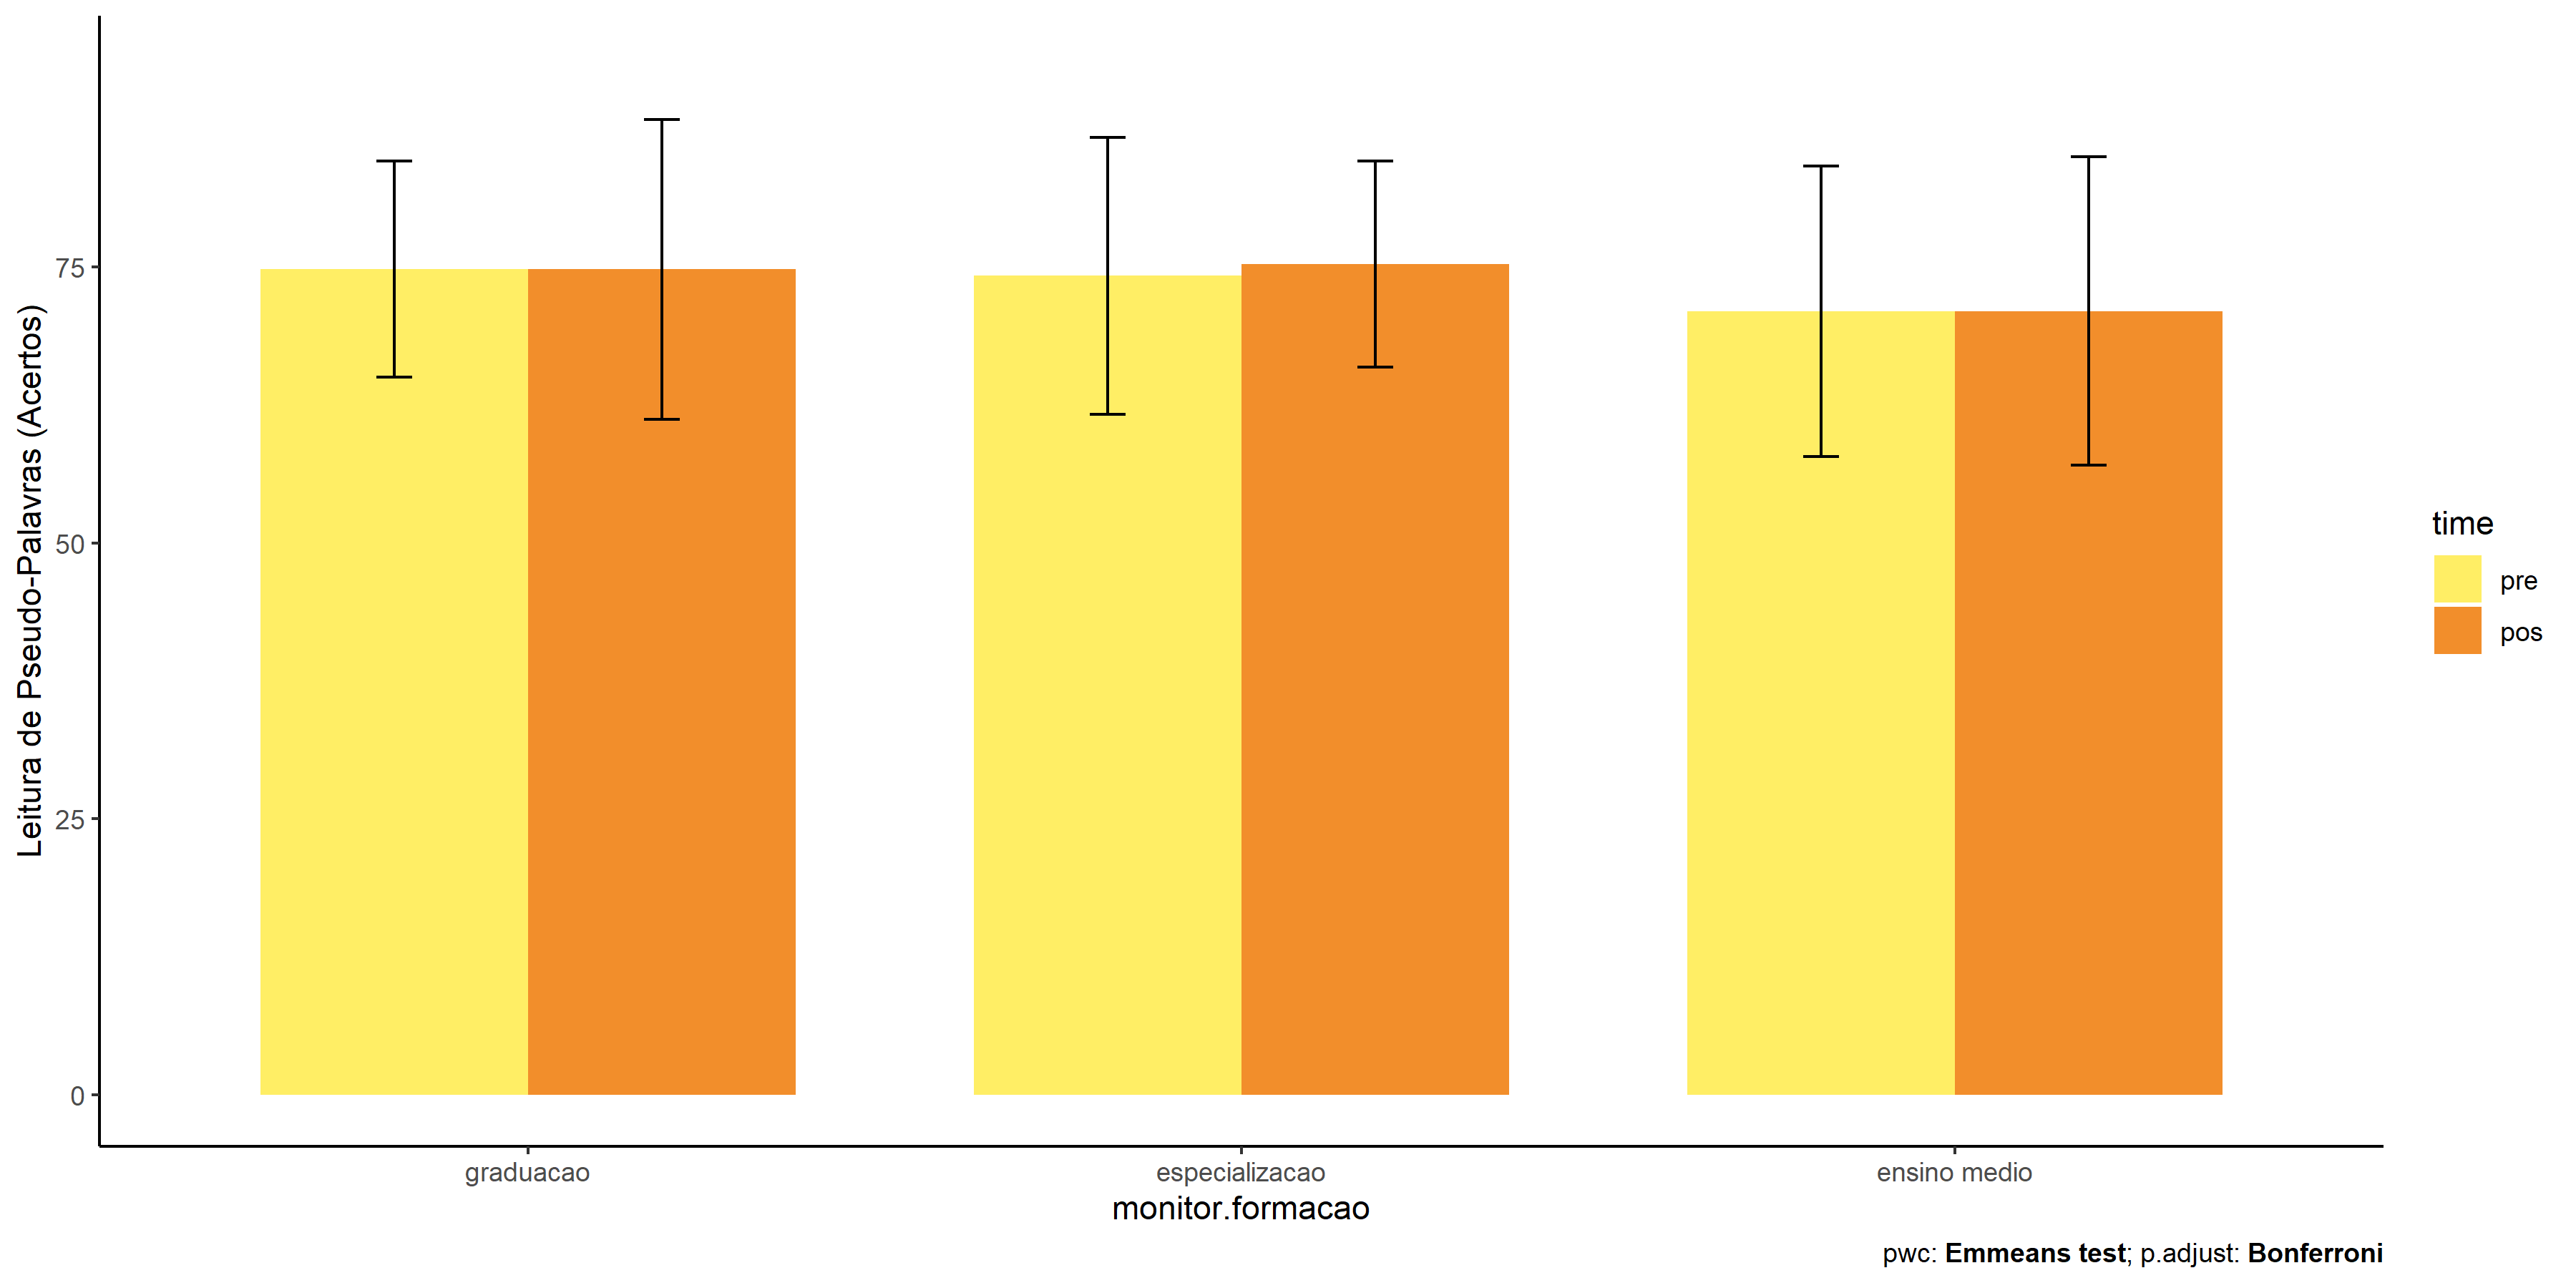 Leitura de Pseudo-Palavras (Acertos)
75
50
25
0
graduacao
especializacao
ensino medio
monitor.formacao
time
pre
pos
pwc: Emmeans test; p.adjust: Bonferroni